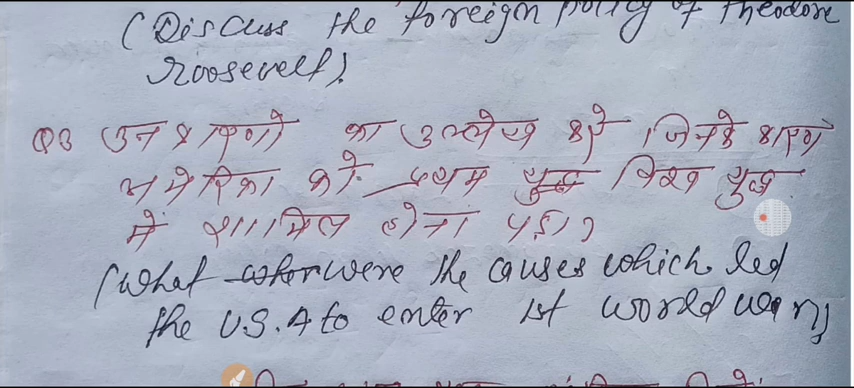 (Discuss the foreign policy of Theodore
Roosevelt)
Q3 उन कारणों का उल्लेख करें जिनके कारण
अमेरिका को प्रथम युद्ध विश्व युद्ध
में शामिल होना पड़ा?
(What were the causes which led
the U.S.A to enter 1st world war)